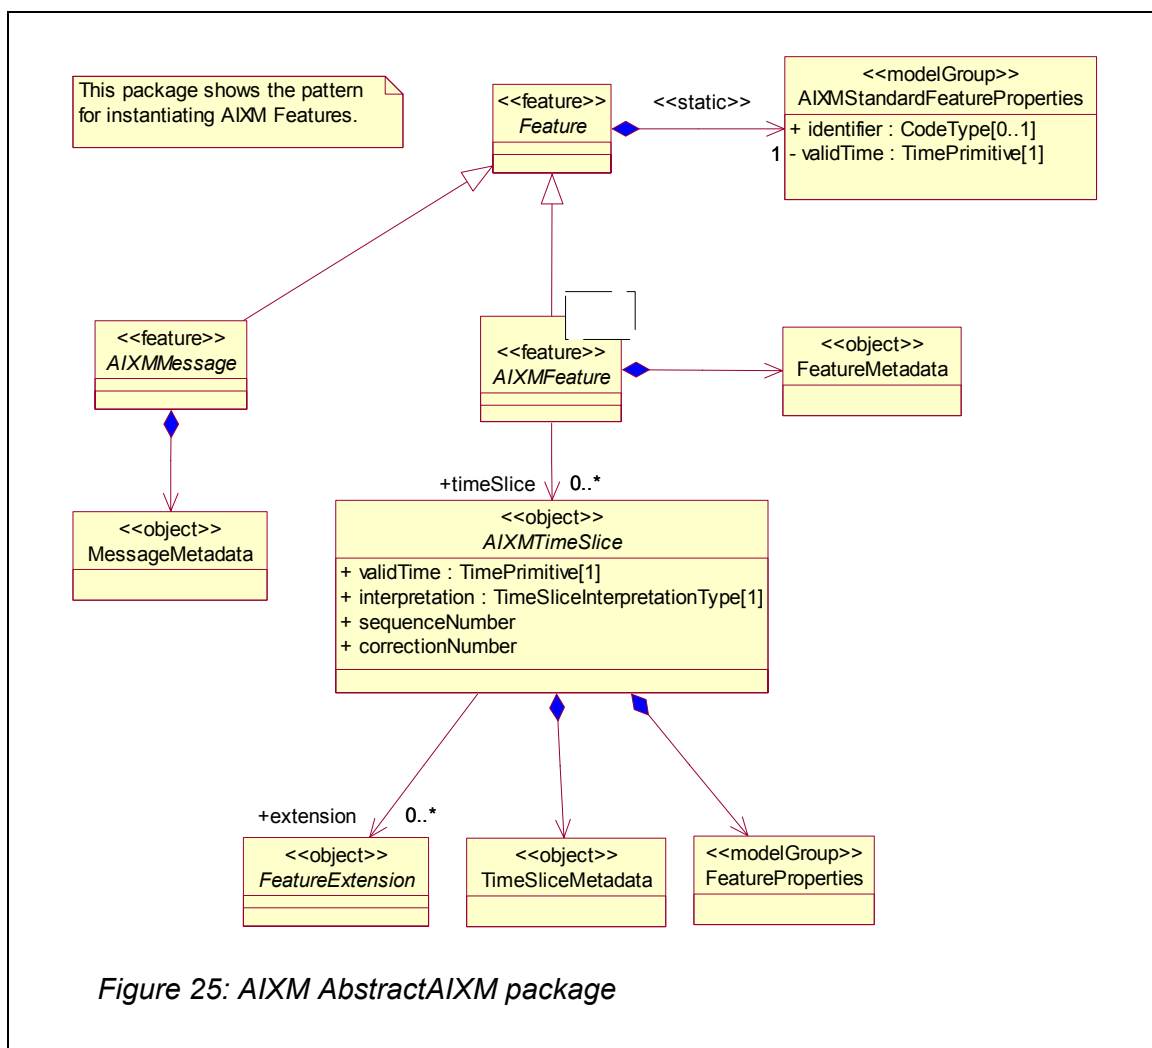 This package shows the pattern
for instantiating AIXM Features.
<<feature>>
Feature
<<static>>
<<modelGroup>>
AIXMStandardFeatureProperties
+ identifier : CodeType[0..1]
1
- validTime : TimePrimitive[1]
<<feature>>
AIXMMessage
<<feature>>
AIXMFeature
<<object>>
FeatureMetadata
+timeSlice
0..*
<<object>>
MessageMetadata
<<object>>
AIXMTimeSlice
+ validTime : TimePrimitive[1]
+ interpretation : TimeSliceInterpretationType[1]
+ sequenceNumber
+ correctionNumber
+extension
0..*
<<object>>
FeatureExtension
<<object>>
TimeSliceMetadata
<<modelGroup>>
FeatureProperties
Figure 25: AIXM AbstractAIXM package